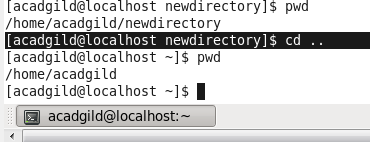 [acadgild@localhost newdirectory]$ pwd
/home/acadgild/newdirectory
[acadgild@localhost newdirectory]$ cd ..
[acadgild@localhost ~]$ pwd
/home/acadgild
[acadgild@localhost ~]$
acadgild@localhost:~